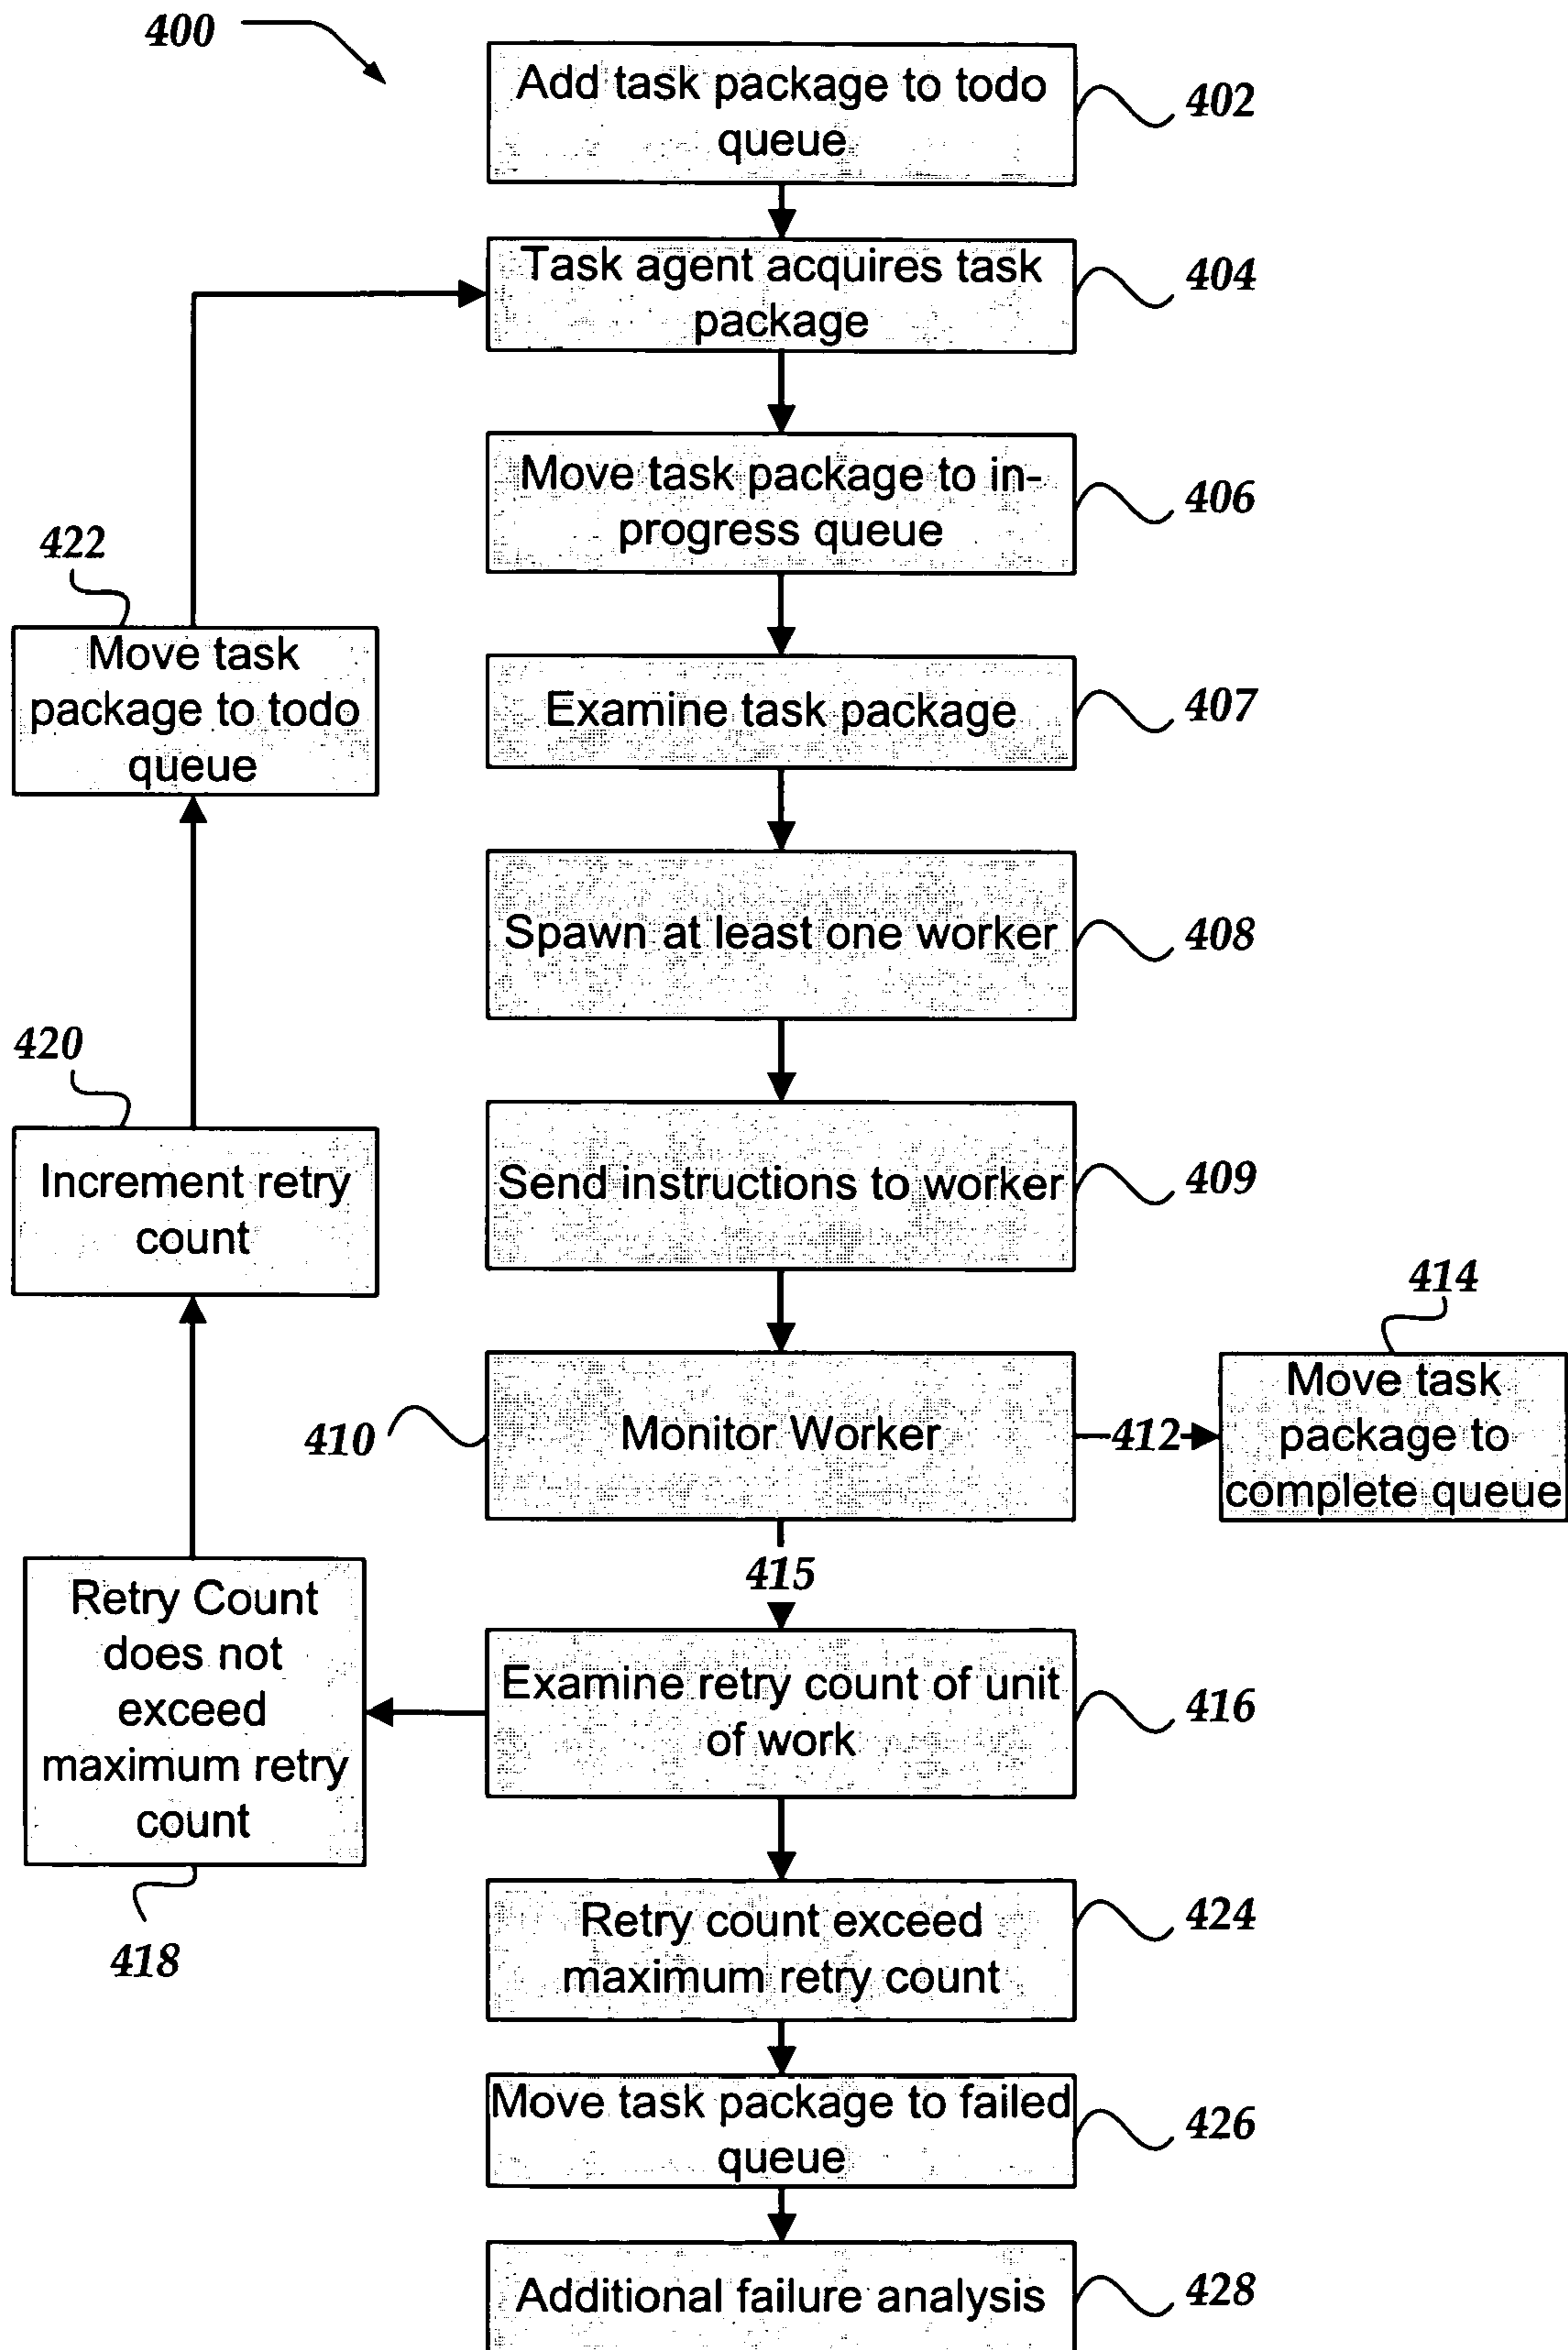 400
Add task package to todo
queue
402
Task agent acquires task
package
404
Move task package to in-
progress queue
406
422
Move task
package to todo
queue
Examine task package
407
Spawn at least one worker
408
420
Increment retry
count
Send instructions to worker
409
414
Move task
package to
complete queue
410
Monitor Worker
412
415
Retry Count
does not
exceed
maximum retry
count
418
Examine retry count of unit
of work
416
Retry count exceed
maximum retry count
424
Move task package to failed
queue
426
Additional failure analysis
428